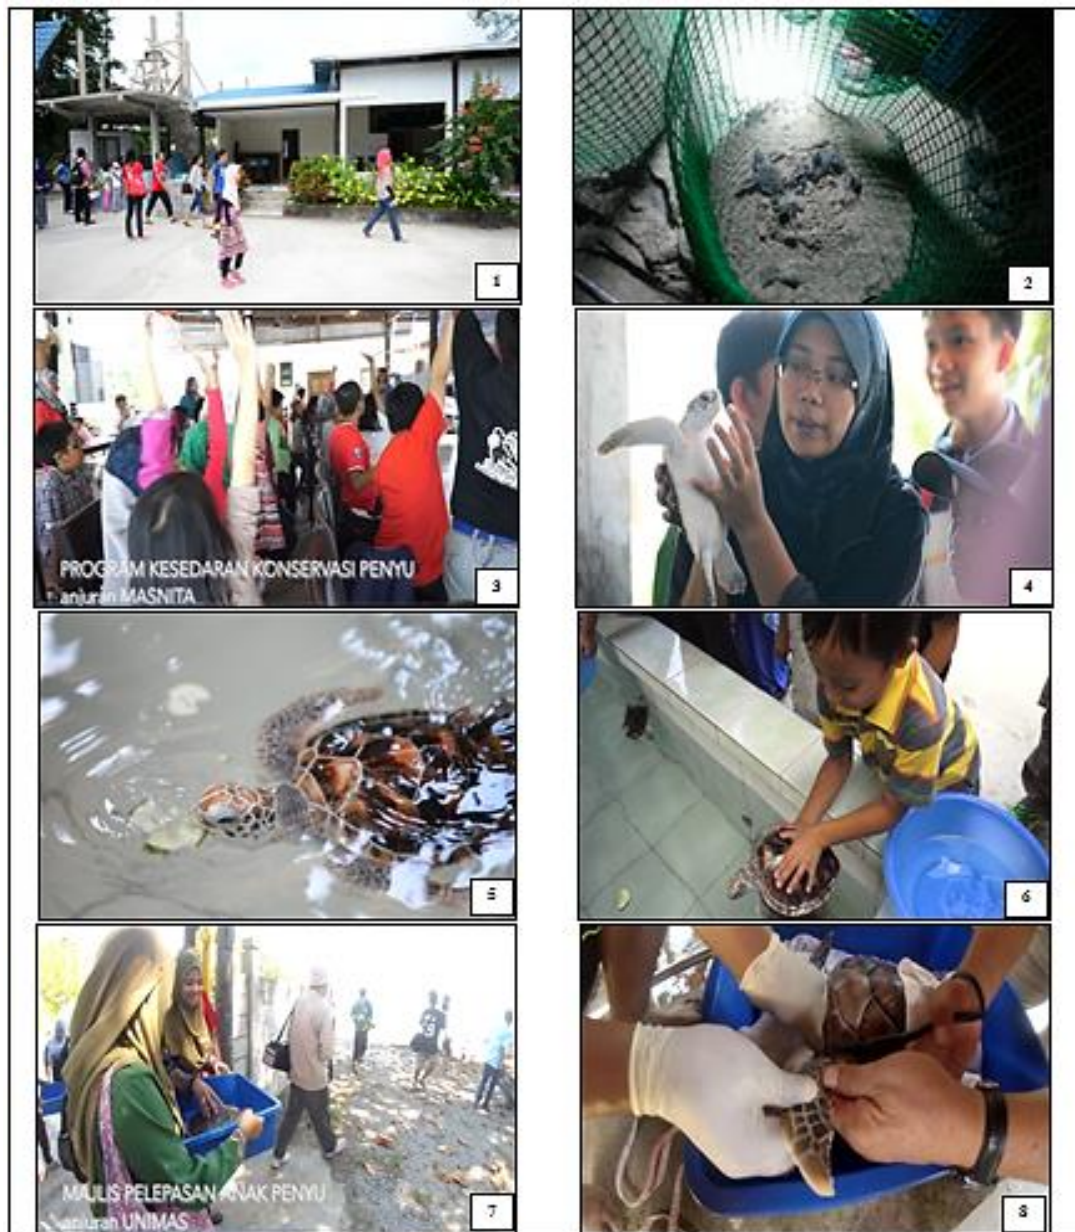 1
2
3
PROGRAM KESEDARAN KONSERVASI PENYU
anjuran MASNITA
4
5
6
7
MAJLIS PELEPASAN ANAK PENYU
anjuran UNIMAS
8